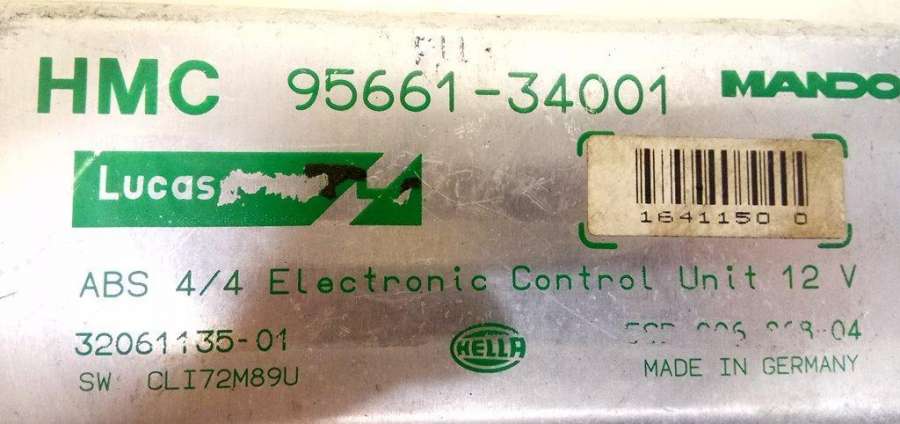 HMC 95661-34001 MANDO
Lucas
1641150 0
ABS 4/4 Electronic Control Unit 12 V
32061135-01
HELLA
-04
SW CLI72M89U
MADE IN GERMANY